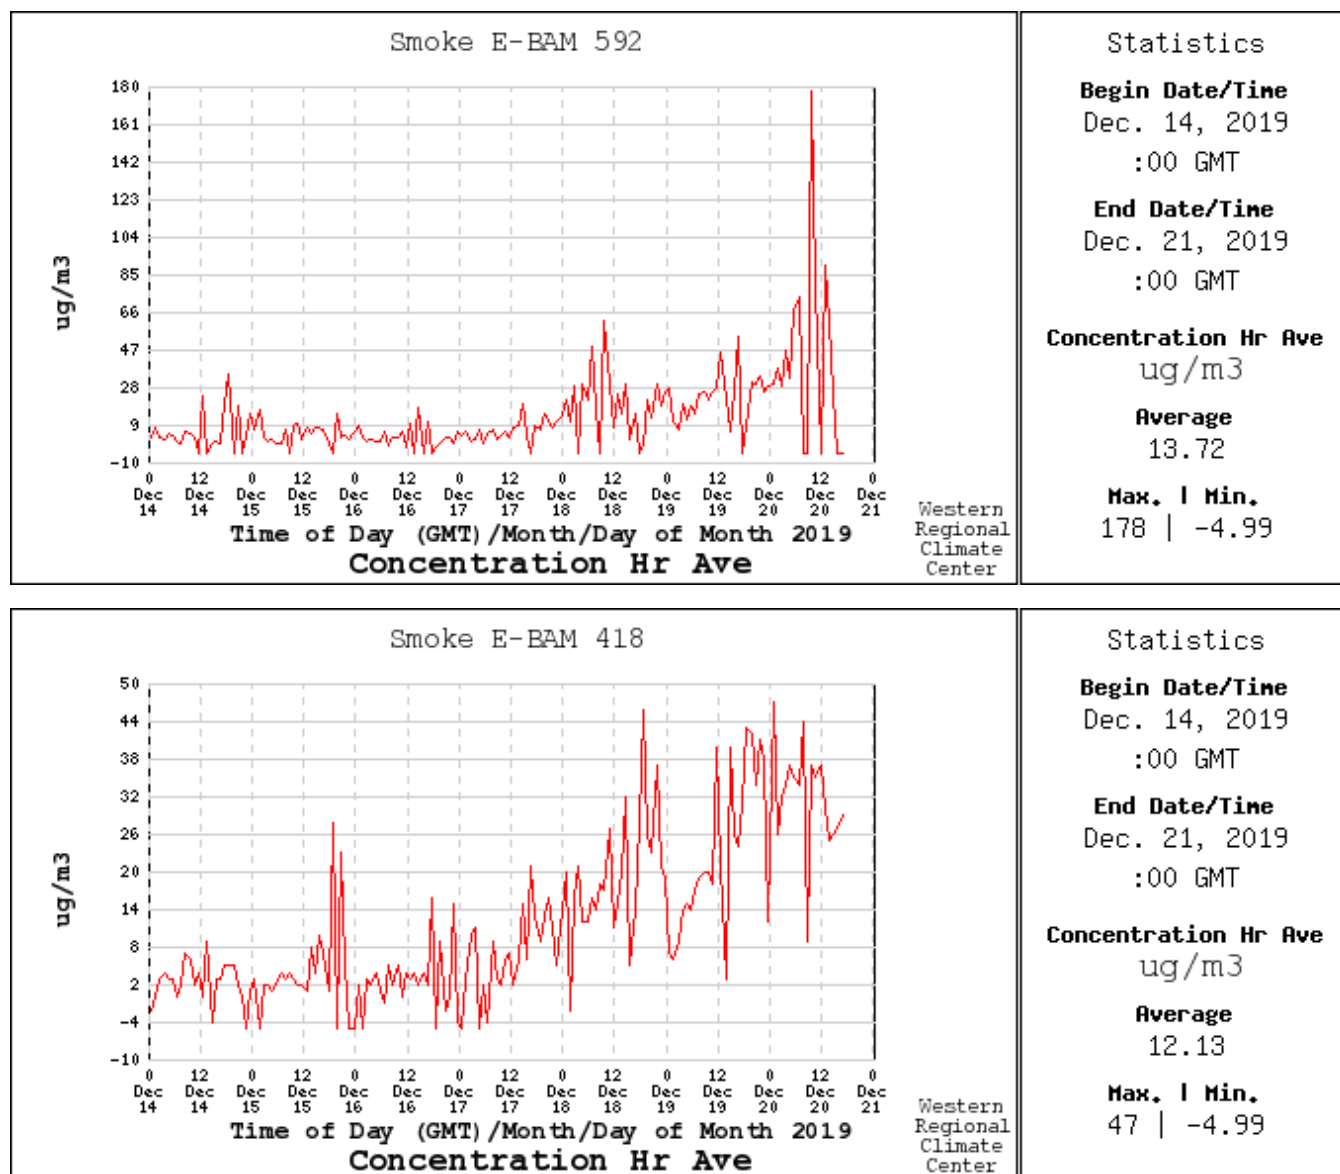 Smoke E-BAM 592
180
161
142
123
104
85
66
47
28
9
-10
ug/m3
0 12 0 12 0 12 0 12 0 12 0 12 0 12 0
Dec Dec Dec Dec Dec Dec Dec Dec Dec Dec Dec Dec Dec Dec Dec
14 14 15 15 16 16 17 17 18 18 19 19 20 20 21
Time of Day (GMT)/Month/Day of Month 2019
Concentration Hr Ave
Western
Regional
Climate
Center
Statistics
Begin Date/Time
Dec. 14, 2019
:00 GMT
End Date/Time
Dec. 21, 2019
:00 GMT
Concentration Hr Ave
ug/m3
Average
13.72
Max. | Min.
178 | -4.99
Smoke E-BAM 418
50
44
38
32
26
20
14
8
2
-4
-10
ug/m3
0 12 0 12 0 12 0 12 0 12 0 12 0 12 0
Dec Dec Dec Dec Dec Dec Dec Dec Dec Dec Dec Dec Dec Dec Dec
14 14 15 15 16 16 17 17 18 18 19 19 20 20 21
Time of Day (GMT)/Month/Day of Month 2019
Concentration Hr Ave
Western
Regional
Climate
Center
Statistics
Begin Date/Time
Dec. 14, 2019
:00 GMT
End Date/Time
Dec. 21, 2019
:00 GMT
Concentration Hr Ave
ug/m3
Average
12.13
Max. | Min.
47 | -4.99